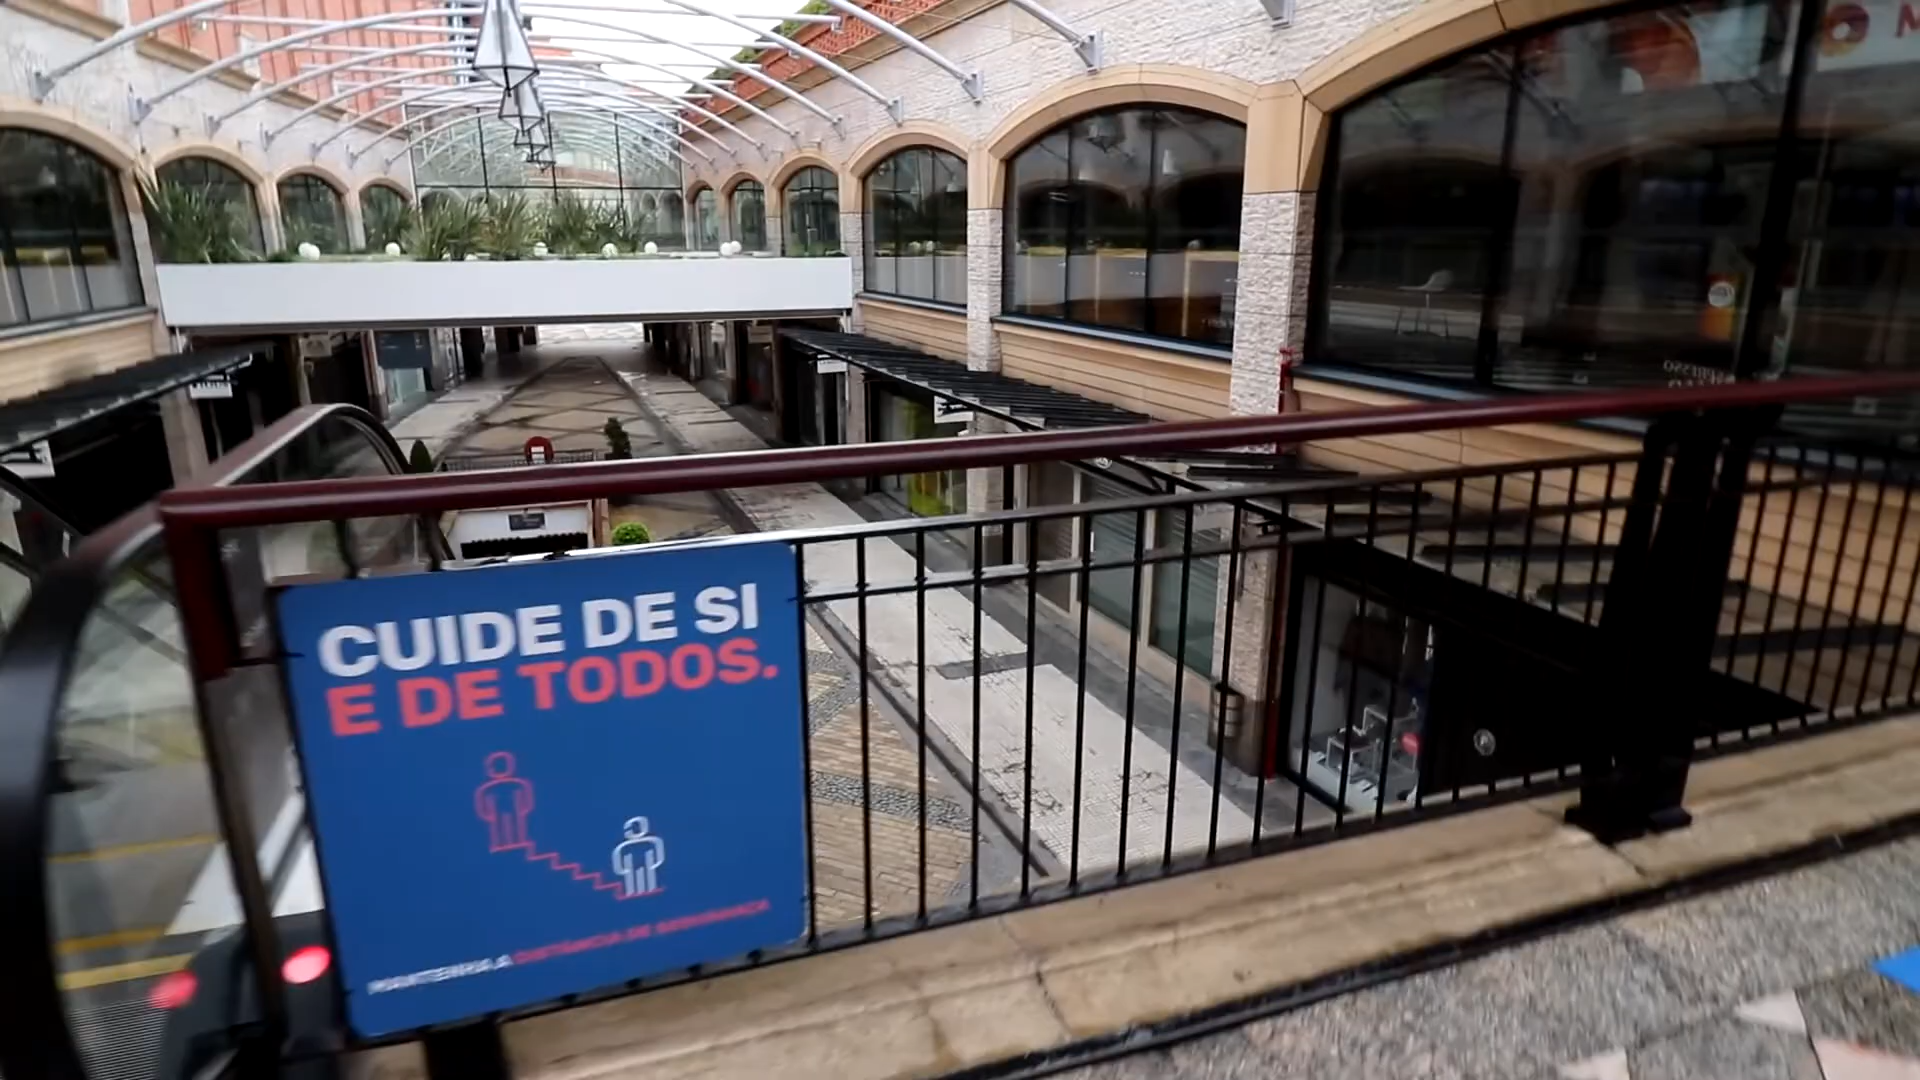 CUIDE DE SI
E DE TODOS.
MANTENHA A DISTÂNCIA DE SEGURANÇA